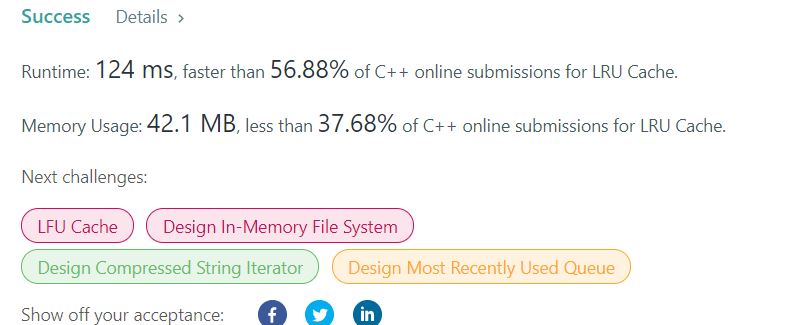 Success Details >
Runtime: 124 ms, faster than 56.88% of C++ online submissions for LRU Cache.
Memory Usage: 42.1 MB, less than 37.68% of C++ online submissions for LRU Cache.
Next challenges:
LFU Cache Design In-Memory File System
Design Compressed String Iterator Design Most Recently Used Queue
Show off your acceptance: f in